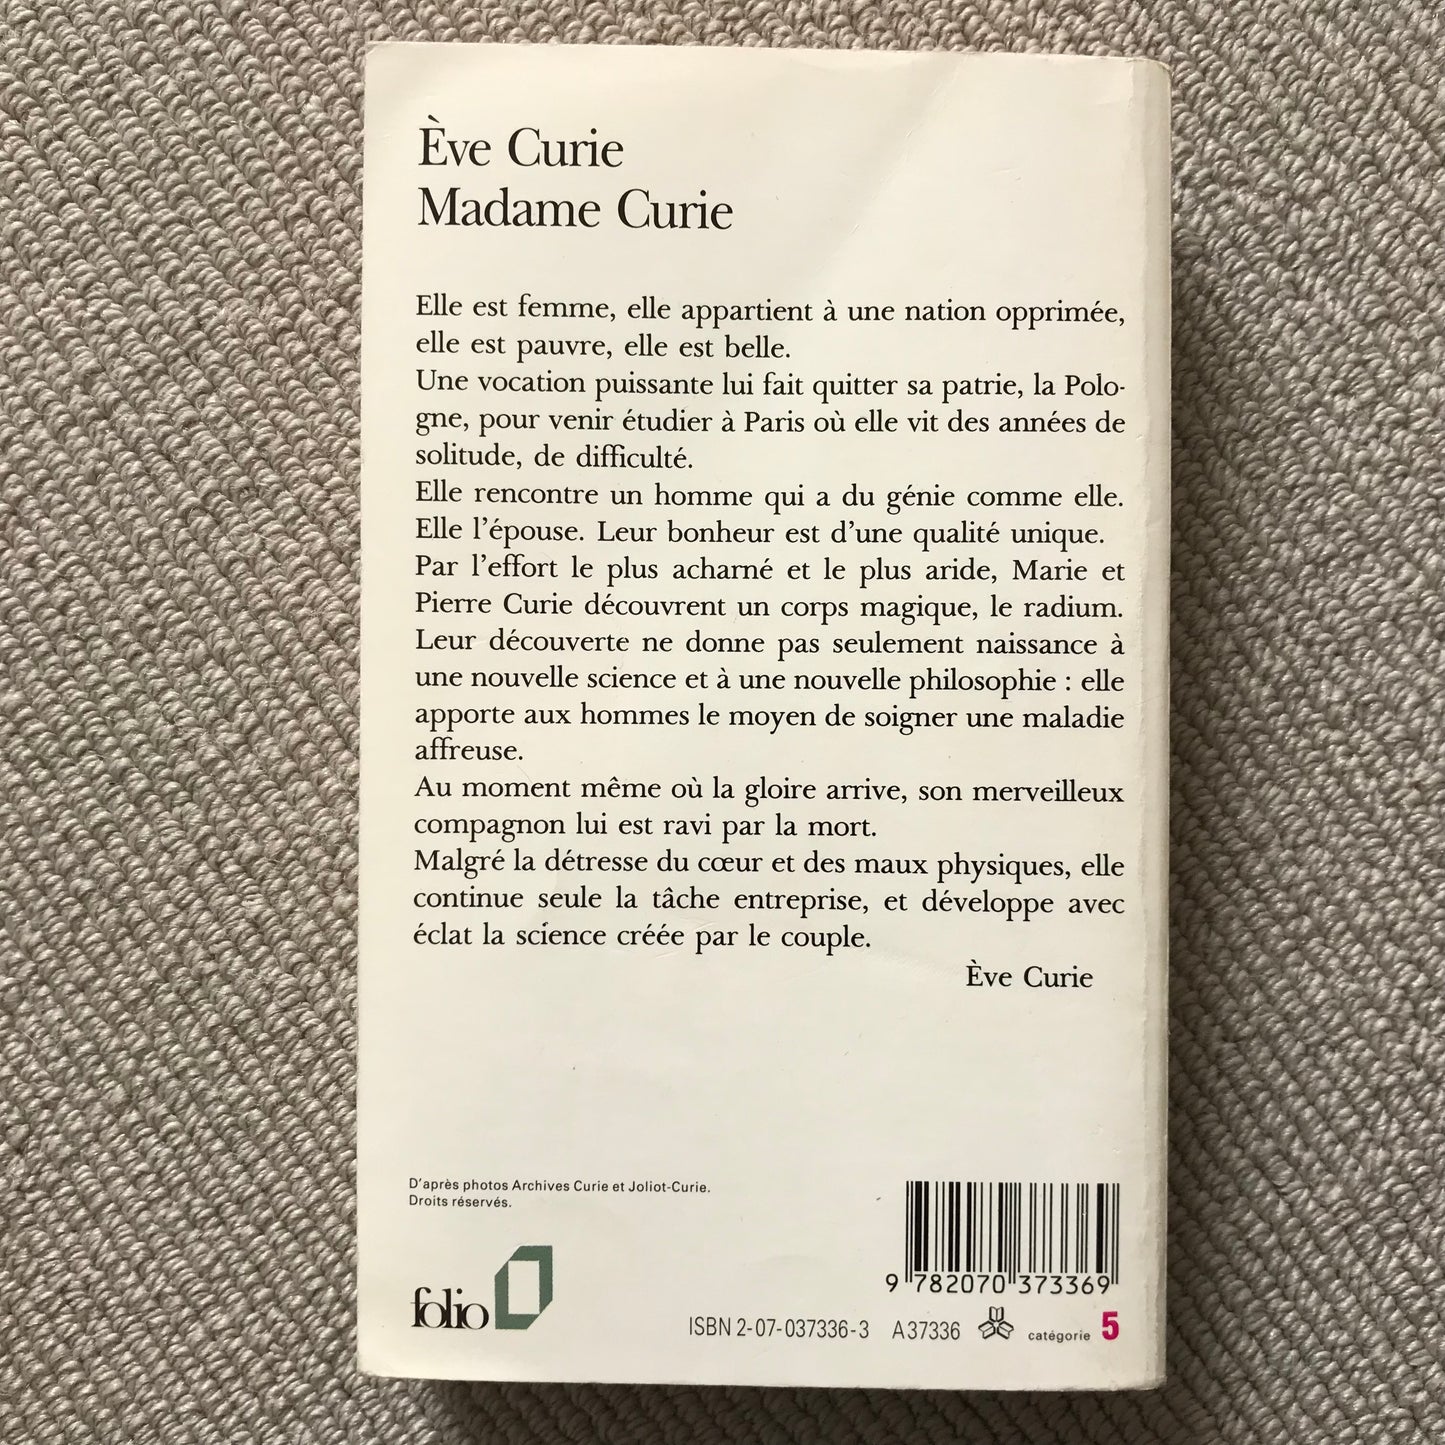 Ève Curie
Madame Curie
Elle est femme, elle appartient à une nation opprimée,
elle est pauvre, elle est belle.
Une vocation puissante lui fait quitter sa patrie, la Polo-
gne, pour venir étudier à Paris où elle vit des années de
solitude, de difficulté.
Elle rencontre un homme qui a du génie comme elle.
Elle l'épouse. Leur bonheur est d'une qualité unique.
Par l'effort le plus acharné et le plus aride, Marie et
Pierre Curie découvrent un corps magique, le radium.
Leur découverte ne donne pas seulement naissance à
une nouvelle science et à une nouvelle philosophie : elle
apporte aux hommes le moyen de soigner une maladie
affreuse.
Au moment même où la gloire arrive, son merveilleux
compagnon lui est ravi par la mort.
Malgré la détresse du cœur et des maux physiques, elle
continue seule la tâche entreprise, et développe avec
éclat la science créée par le couple.
Ève Curie
D'après photos Archives Curie et Joliot-Curie.
Droits réservés.
folio
9 782070 373369
ISBN 2-07-037336-3 A 37336 catégorie 5